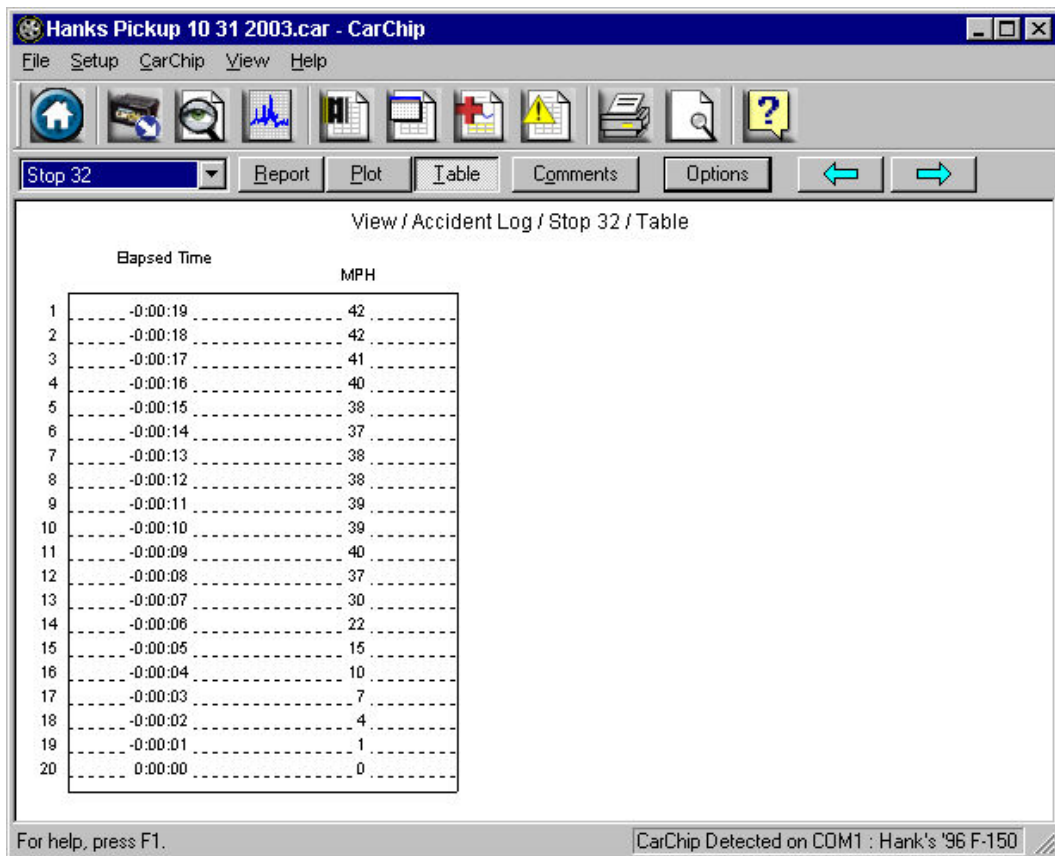 Hanks Pickup 10 31 2003.car - CarChip
File Setup CarChip View Help
Stop 32 Report Plot Table Comments Options
View / Accident Log / Stop 32 / Table
Elapsed Time MPH
1 -0:00:19 42
2 -0:00:18 42
3 -0:00:17 41
4 -0:00:16 40
5 -0:00:15 38
6 -0:00:14 37
7 -0:00:13 38
8 -0:00:12 38
9 -0:00:11 39
10 -0:00:10 39
11 -0:00:09 40
12 -0:00:08 37
13 -0:00:07 30
14 -0:00:06 22
15 -0:00:05 15
16 -0:00:04 10
17 -0:00:03 7
18 -0:00:02 4
19 -0:00:01 1
20 0:00:00 0
For help, press F1. CarChip Detected on COM1 : Hank's '96 F-150